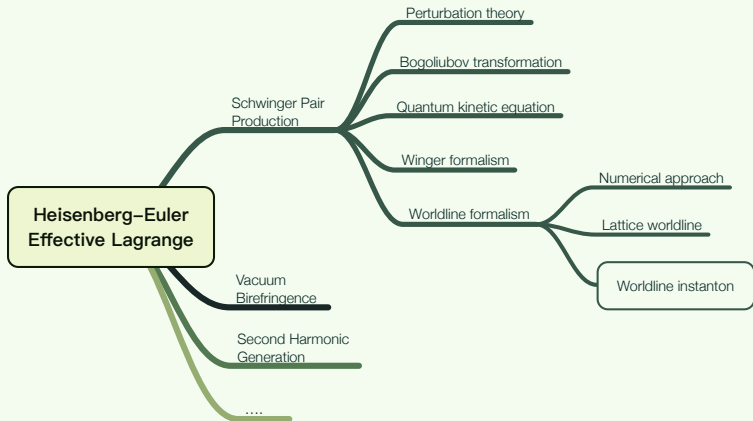 Heisenberg–Euler
Effective Lagrange
Schwinger Pair
Production
Perturbation theory
Bogoliubov transformation
Quantum kinetic equation
Winger formalism
Worldline formalism
Numerical approach
Lattice worldline
Worldline instanton
Vacuum
Birefringence
Second Harmonic
Generation
....